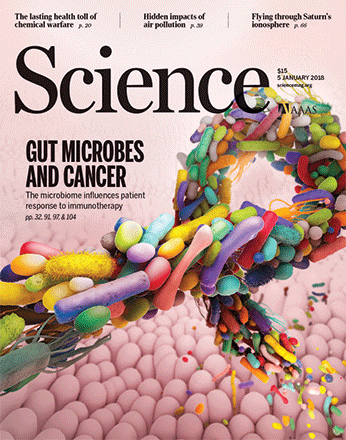 The lasting health toll of
chemical warfare p. 20
Hidden impacts of
air pollution p. 39
Flying through Saturn's
ionosphere p. 66
Science
$15
5 JANUARY 2018
sciencemag.org
AAAS
GUT MICROBES
AND CANCER
The microbiome influences patient
response to immunotherapy
pp. 32, 91, 97, & 104